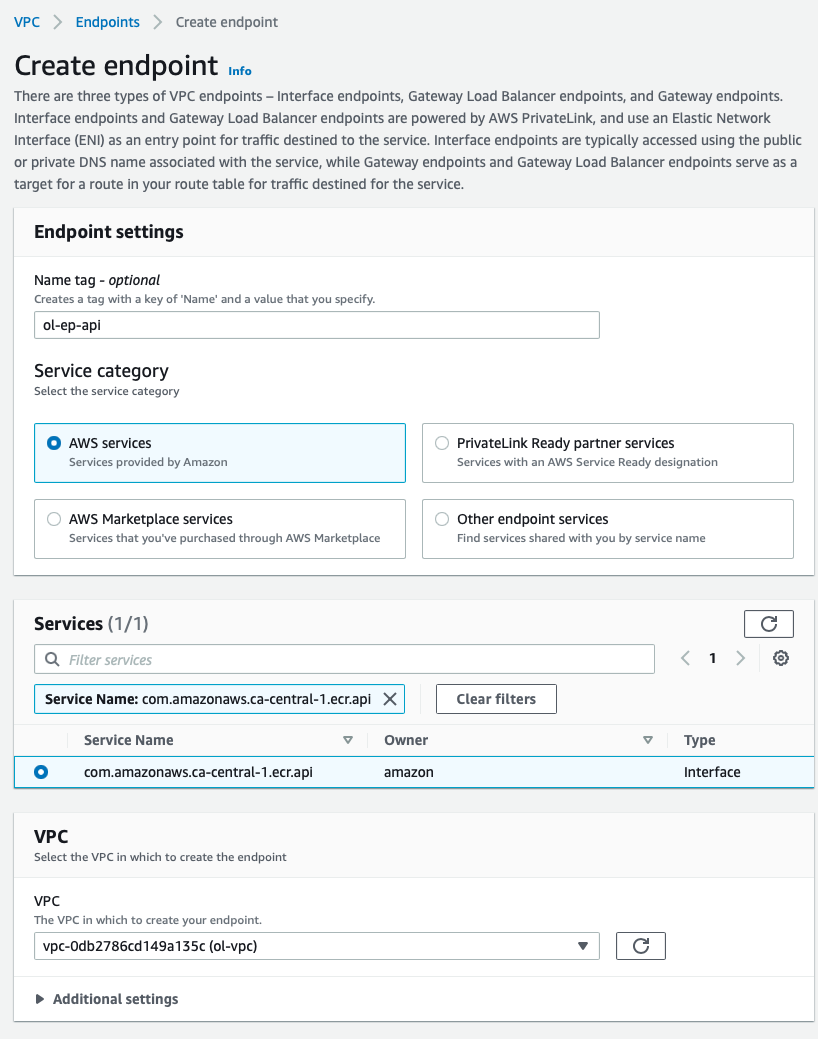 VPC > Endpoints > Create endpoint
Create endpoint Info
There are three types of VPC endpoints – Interface endpoints, Gateway Load Balancer endpoints, and Gateway endpoints.
Interface endpoints and Gateway Load Balancer endpoints are powered by AWS PrivateLink, and use an Elastic Network
Interface (ENI) as an entry point for traffic destined to the service. Interface endpoints are typically accessed using the public
or private DNS name associated with the service, while Gateway endpoints and Gateway Load Balancer endpoints serve as a
target for a route in your route table for traffic destined for the service.
Endpoint settings
Name tag - optional
Creates a tag with a key of 'Name' and a value that you specify.
ol-ep-api
Service category
Select the service category
AWS services
Services provided by Amazon
PrivateLink Ready partner services
Services with an AWS Service Ready designation
AWS Marketplace services
Services that you've purchased through AWS Marketplace
Other endpoint services
Find services shared with you by service name
Services (1/1)
Filter services
1
Service Name: com.amazonaws.ca-central-1.ecr.api
Clear filters
Service Name Owner Type
com.amazonaws.ca-central-1.ecr.api amazon Interface
VPC
Select the VPC in which to create the endpoint
VPC
The VPC in which to create your endpoint.
vpc-0db2786cd149a135c (ol-vpc)
Additional settings